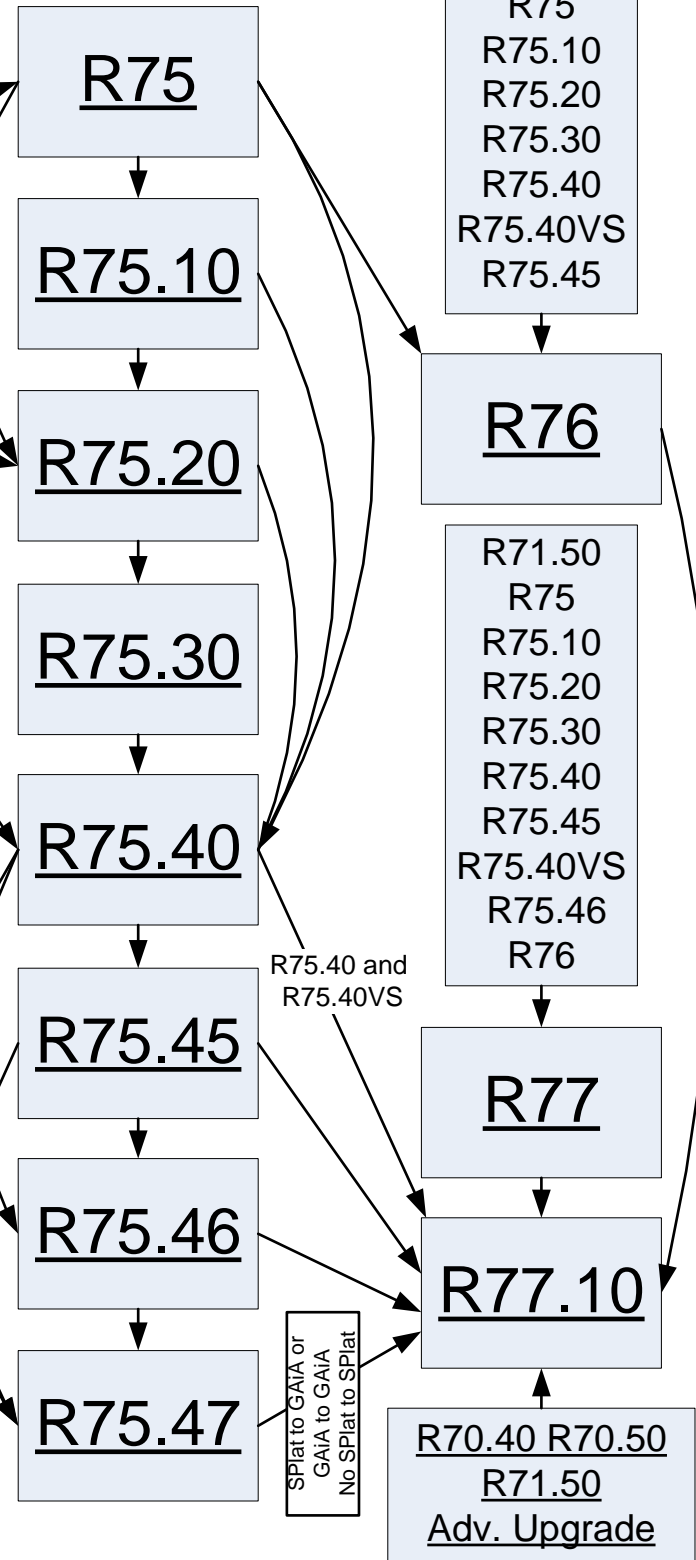 R75
R75.10
R75.20
R75.30
R75.40
R75.45
R75.46
R75.47
R75
R75.10
R75.20
R75.30
R75.40
R75.40VS
R75.45
R76
R71.50
R75
R75.10
R75.20
R75.30
R75.40
R75.45
R75.40VS
R75.46
R76
R75.40 and
R75.40VS
R77
R77.10
SPlat to GAiA or
GAiA to GAiA
No SPlat to SPlat
R70.40 R70.50
R71.50
Adv. Upgrade